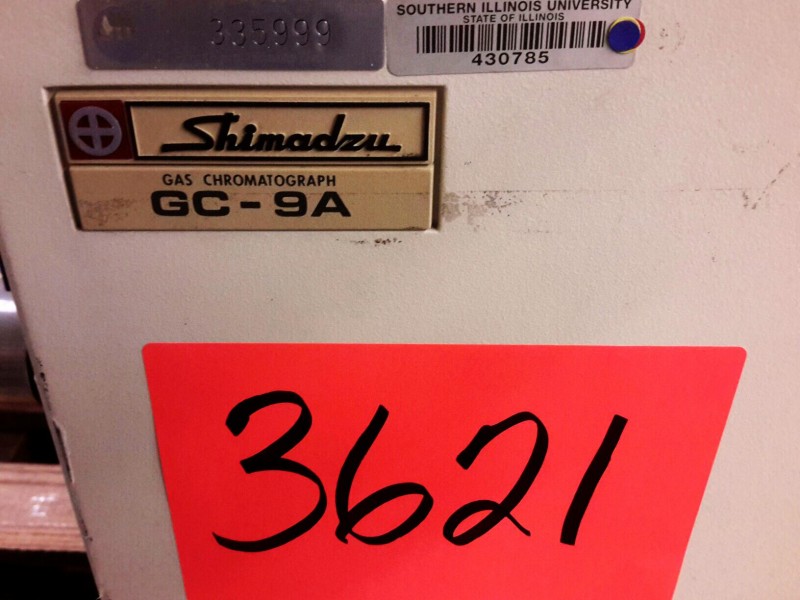 335999
SOUTHERN ILLINOIS UNIVERSITY
STATE OF ILLINOIS
430785
Shimadzu
GAS CHROMATOGRAPH
GC-9A
3621